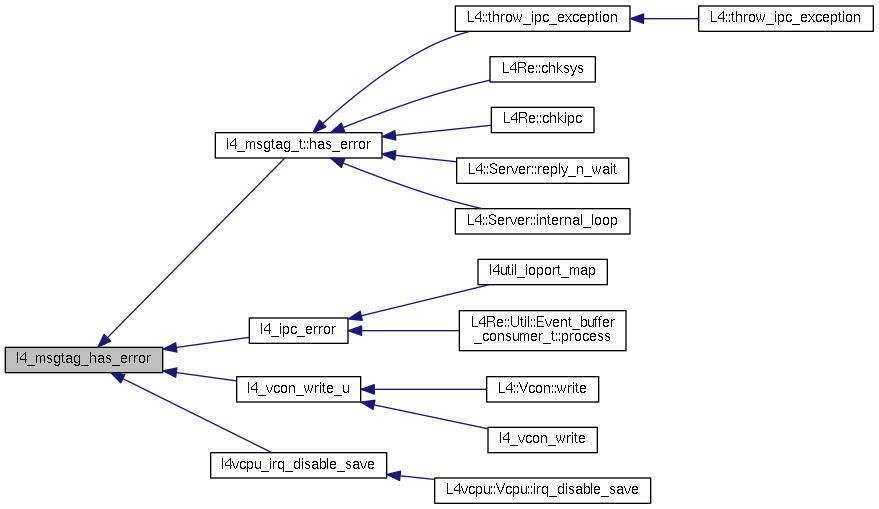 L4::throw_ipc_exception
L4::throw_ipc_exception
L4Re::chksys
L4Re::chkipc
l4_msgtag_t::has_error
L4::Server::reply_n_wait
L4::Server::internal_loop
l4util_ioport_map
l4_ipc_error
L4Re::Util::Event_buffer
_consumer_t::process
l4_msgtag_has_error
l4_vcon_write_u
L4::Vcon::write
l4_vcon_write
l4vcpu_irq_disable_save
L4vcpu::Vcpu::irq_disable_save